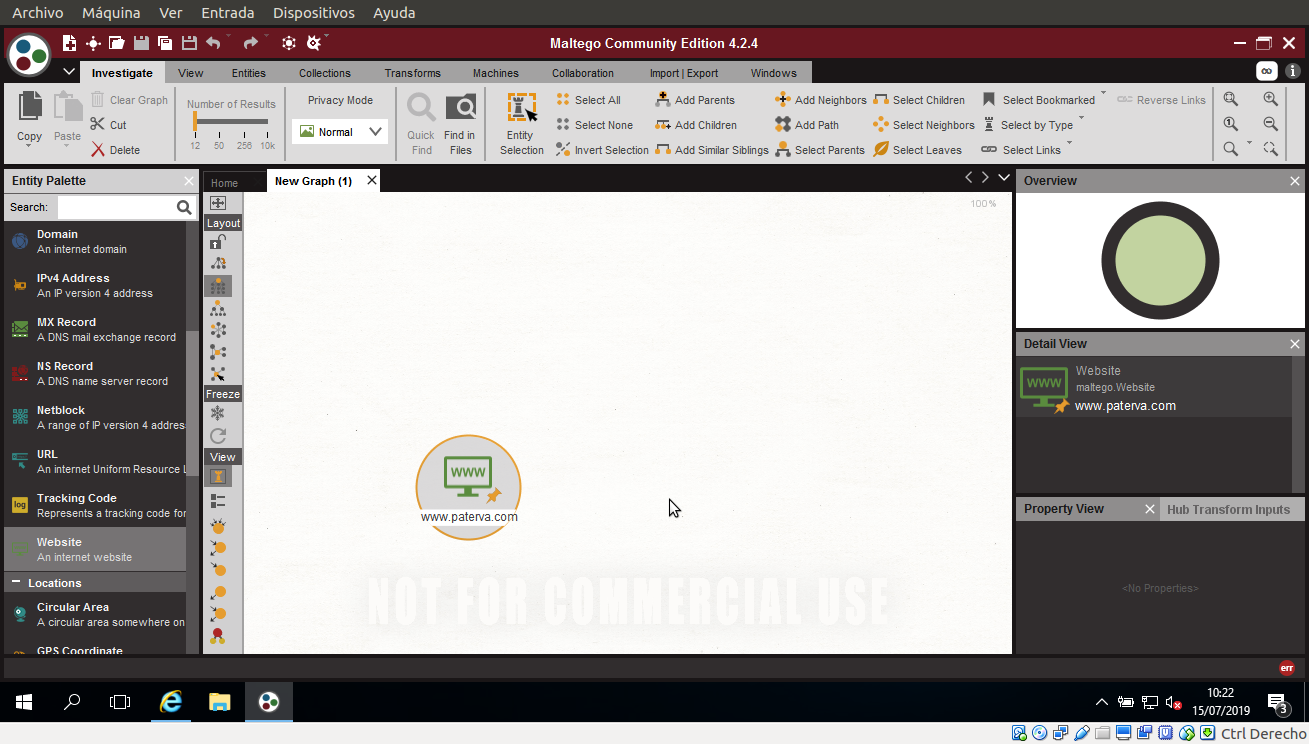 Archivo Máquina Ver Entrada Dispositivos Ayuda
Maltego Community Edition 4.2.4
Investigate View Entities Collections Transforms Machines Collaboration Import | Export Windows
Copy
Paste
Clear Graph
Cut
Delete
Number of Results
12 50 256 10k
Privacy Mode
Normal
Quick Find
Find in Files
Entity Selection
Select All
Select None
Invert Selection
Add Parents
Add Children
Add Similar Siblings
Add Neighbors
Add Path
Select Parents
Select Children
Select Neighbors
Select Leaves
Select Bookmarked
Select by Type
Select Links
Reverse Links
Entity Palette
Search:
Domain
An internet domain
IPv4 Address
An IP version 4 address
MX Record
A DNS mail exchange record
NS Record
A DNS name server record
Netblock
A range of IP version 4 addres
URL
An internet Uniform Resource L
log
Tracking Code
Represents a tracking code for
Website
An internet website
Locations
Circular Area
A circular area somewhere on
GPS Coordinate
Home New Graph (1)
Layout
Freeze
View
100%
WWW
www.paterva.com
NOT FOR COMMERCIAL USE
Overview
Detail View
WWW
Website
maltego.Website
www.paterva.com
Property View Hub Transform Inputs
<No Properties>
err
10:22
15/07/2019
3
Ctrl Derecho